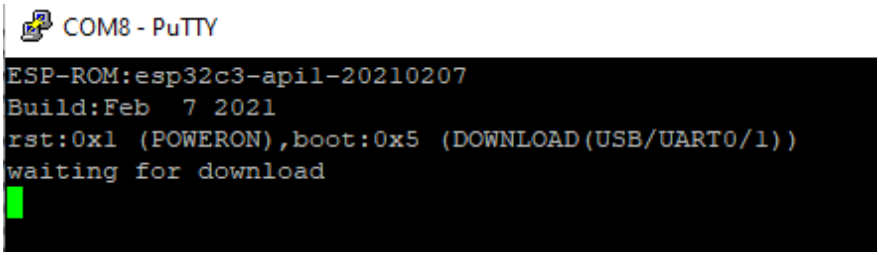 COM8 - PuTTY
ESP-ROM:esp32c3-api1-20210207
Build:Feb  7 2021
rst:0x1 (POWERON),boot:0x5 (DOWNLOAD(USB/UART0/1))
waiting for download